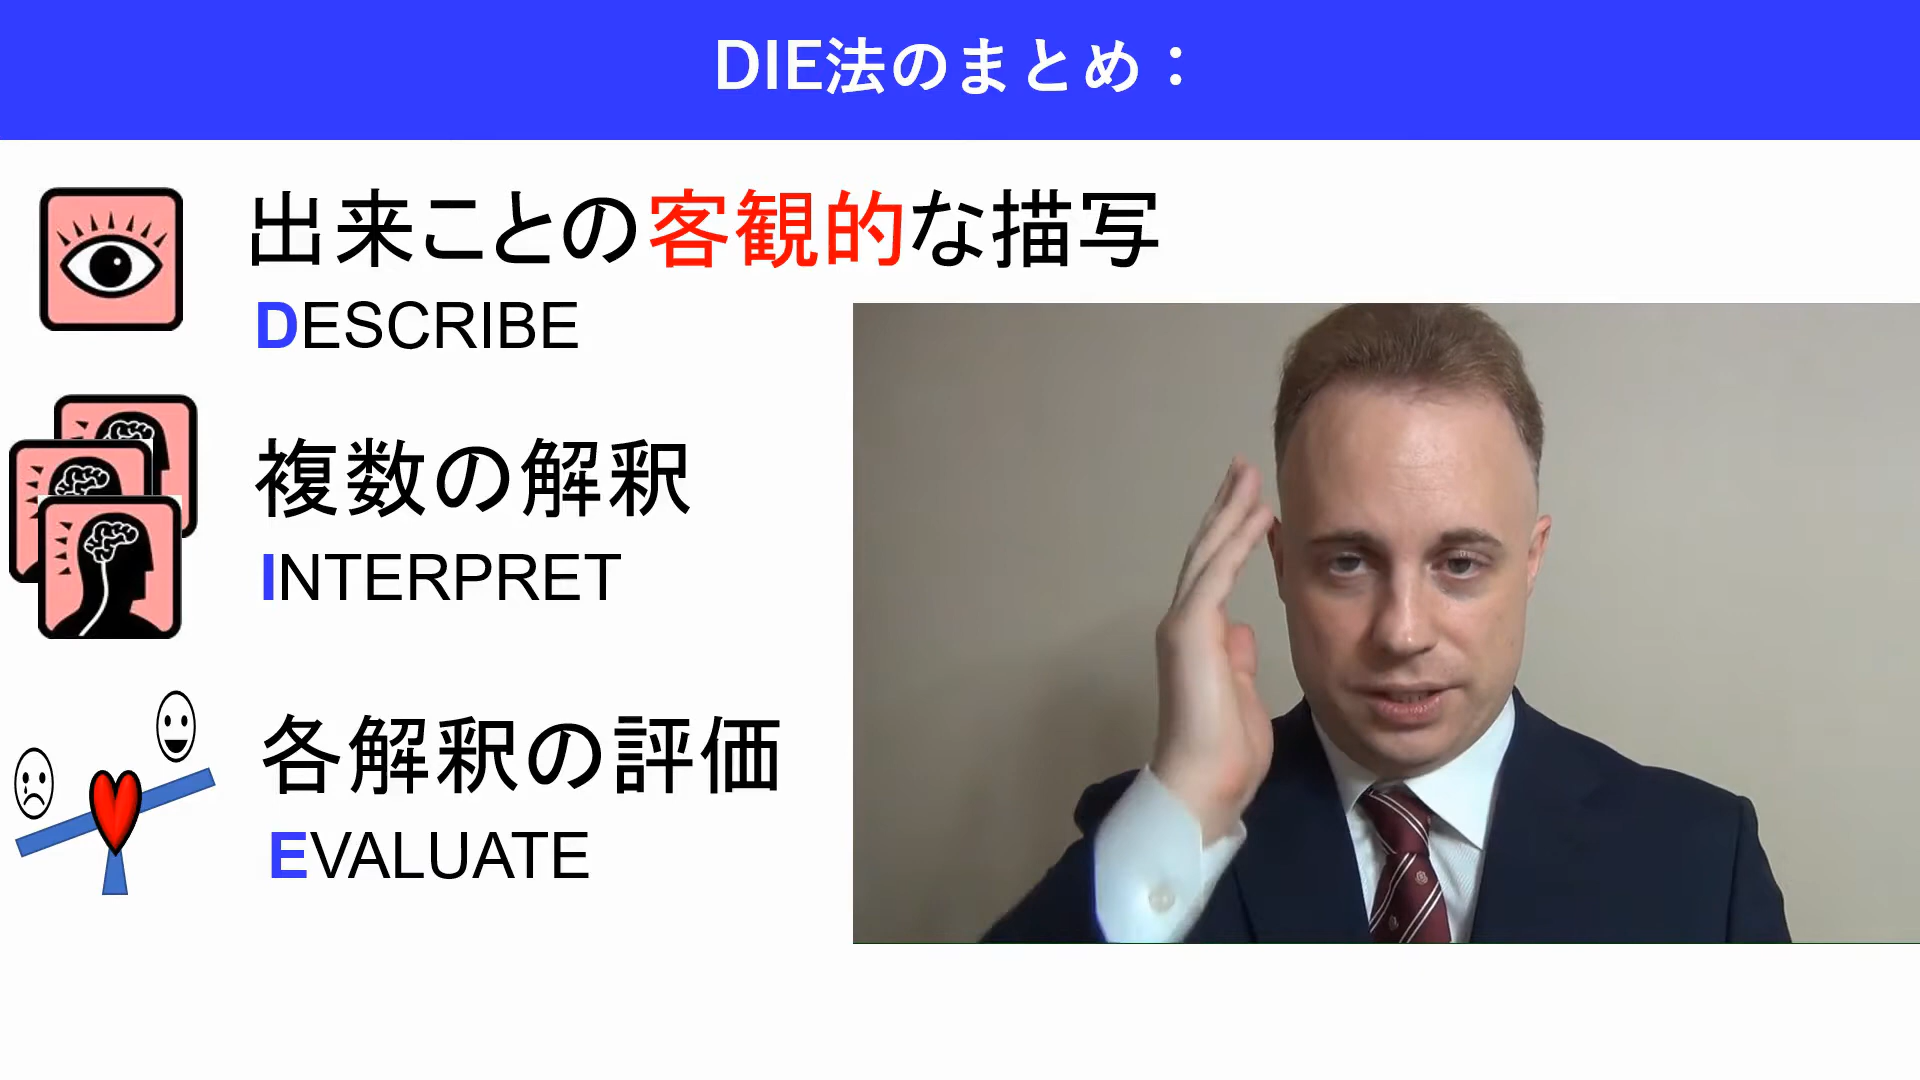 DIE法のまとめ：
出来ことの客観的な描写
DESCRIBE
複数の解釈
INTERPRET
各解釈の評価
EVALUATE